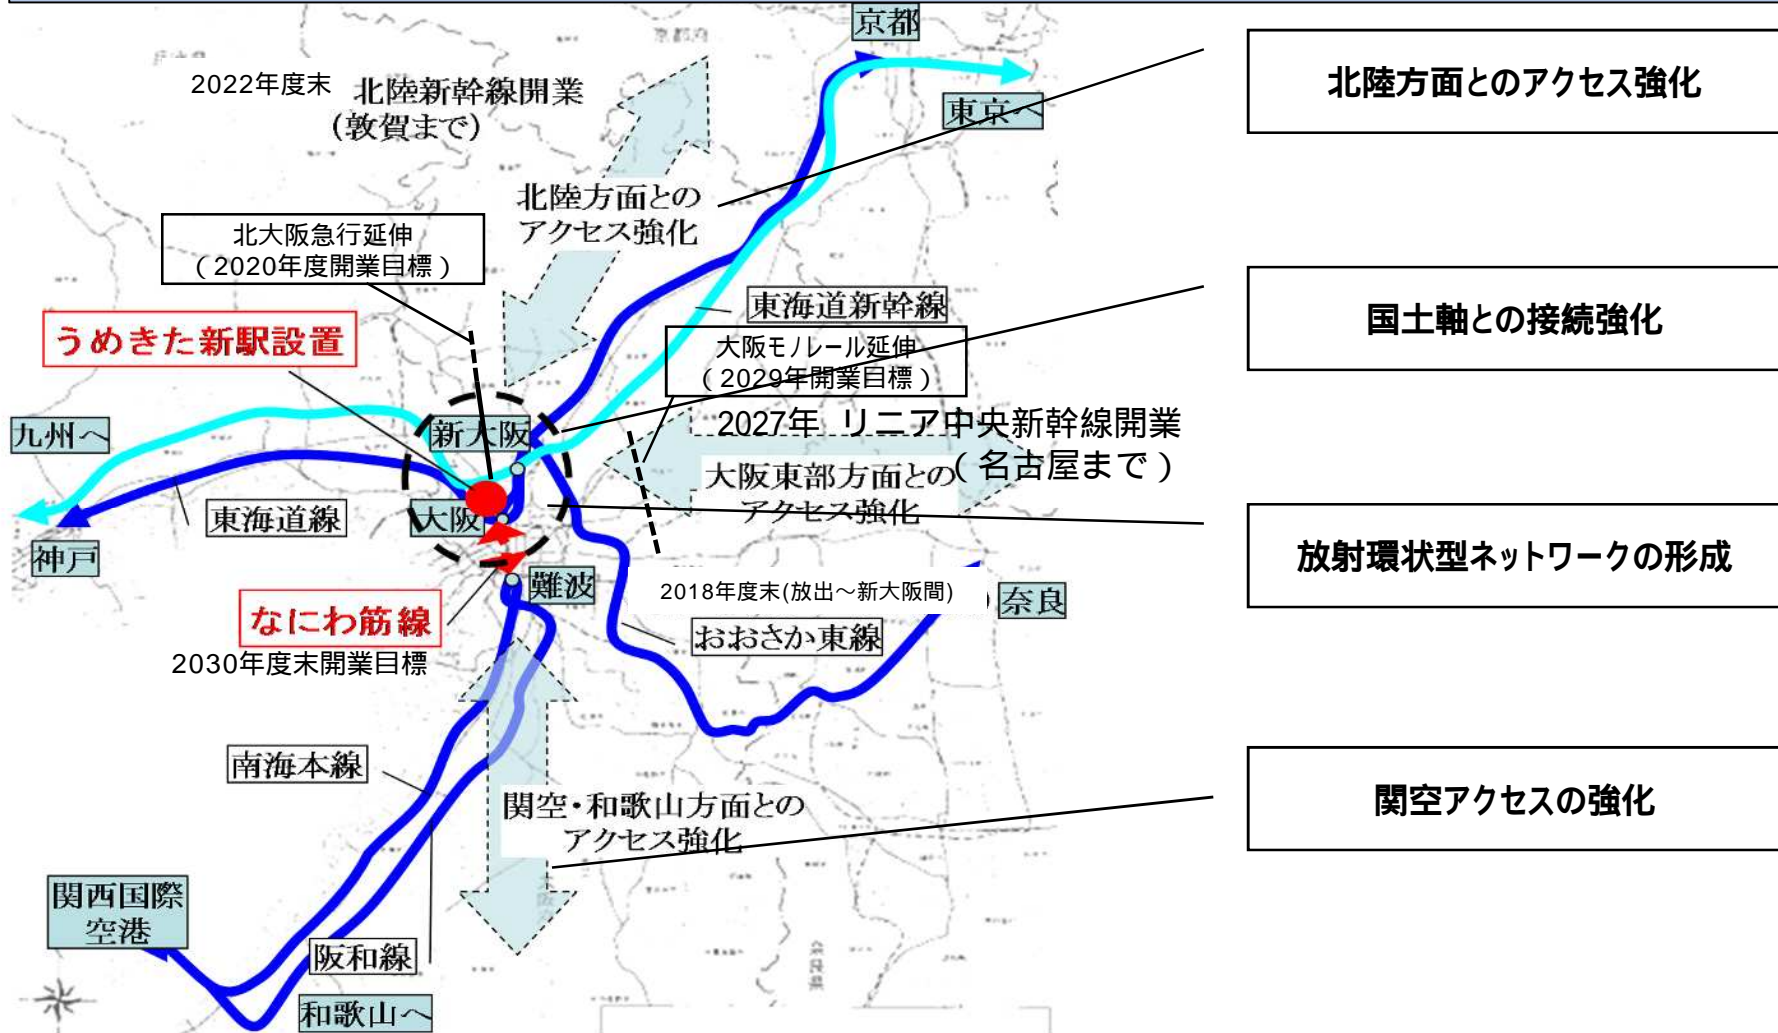 京都
北陸方面とのアクセス強化
2022年度末
北陸新幹線開業
(敦賀まで)
東京へ
北陸方面との
アクセス強化
北大阪急行延伸
（2020年度開業目標）
国土軸との接続強化
東海道新幹線
うめきた新駅設置
大阪モノレール延伸
（2029年開業目標）
九州へ
新大阪
2027年 リニア中央新幹線開業
（名古屋まで）
大阪東部方面との
アクセス強化
東海道線
大阪
神戸
放射環状型ネットワークの形成
難波
2018年度末(放出～新大阪間)
奈良
なにわ筋線
2030年度末開業目標
おおさか東線
南海本線
関空・和歌山方面との
アクセス強化
関空アクセスの強化
関西国際
空港
阪和線
和歌山へ